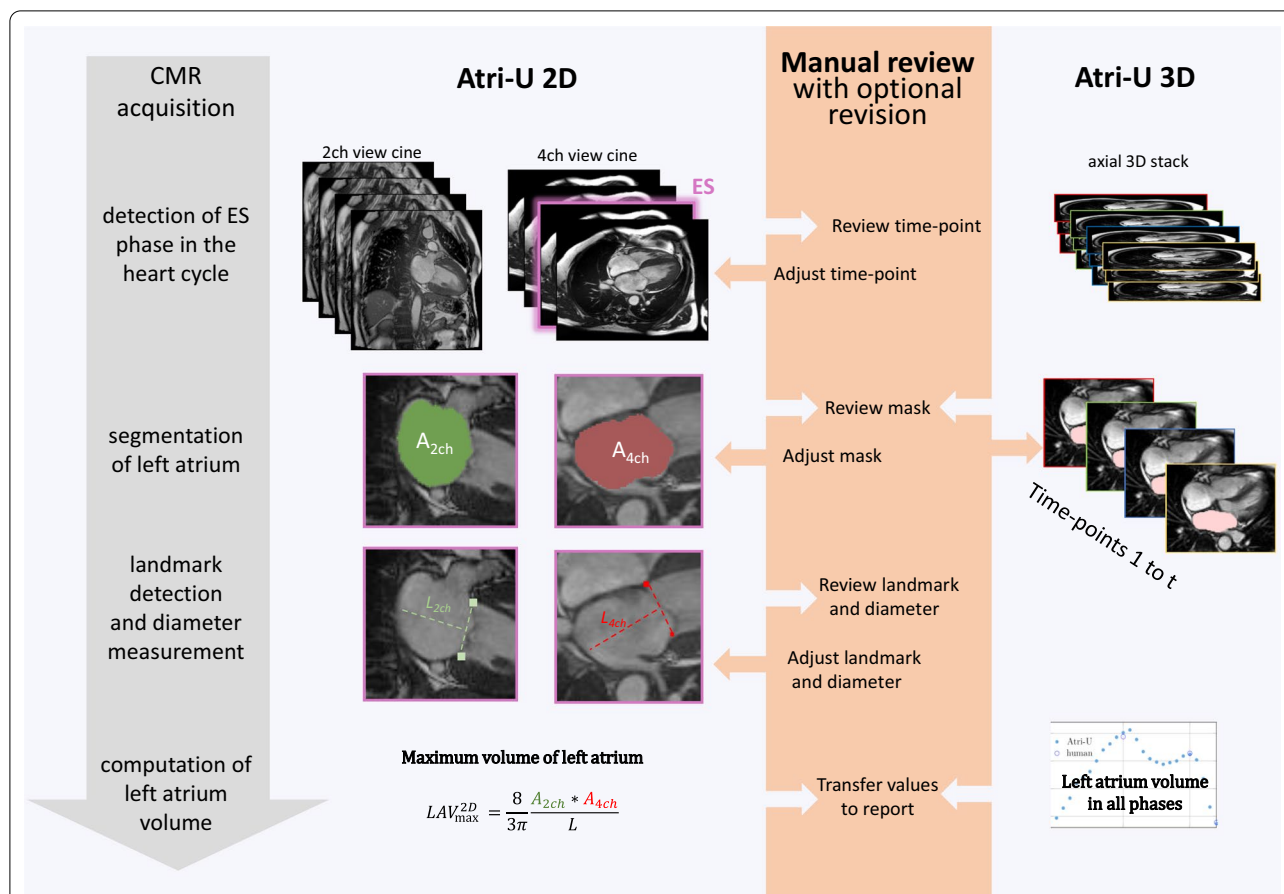 CMR
acquisition
Atri-U 2D
Manual review
with optional
revision
Atri-U 3D
2ch view cine
4ch view cine
ES
axial 3D stack
detection of ES
phase in the
heart cycle
Review time-point
Adjust time-point
segmentation
of left atrium
A2ch
A4ch
Review mask
Adjust mask
Time-points 1 to t
landmark
detection
and diameter
measurement
L2ch
L4ch
Review landmark
and diameter
Adjust landmark
and diameter
computation of
left atrium
volume
Maximum volume of left atrium
LAV_max^2D = 8/3π A2ch * A4ch/L
Transfer values
to report
Atri-U
human
Left atrium volume
in all phases